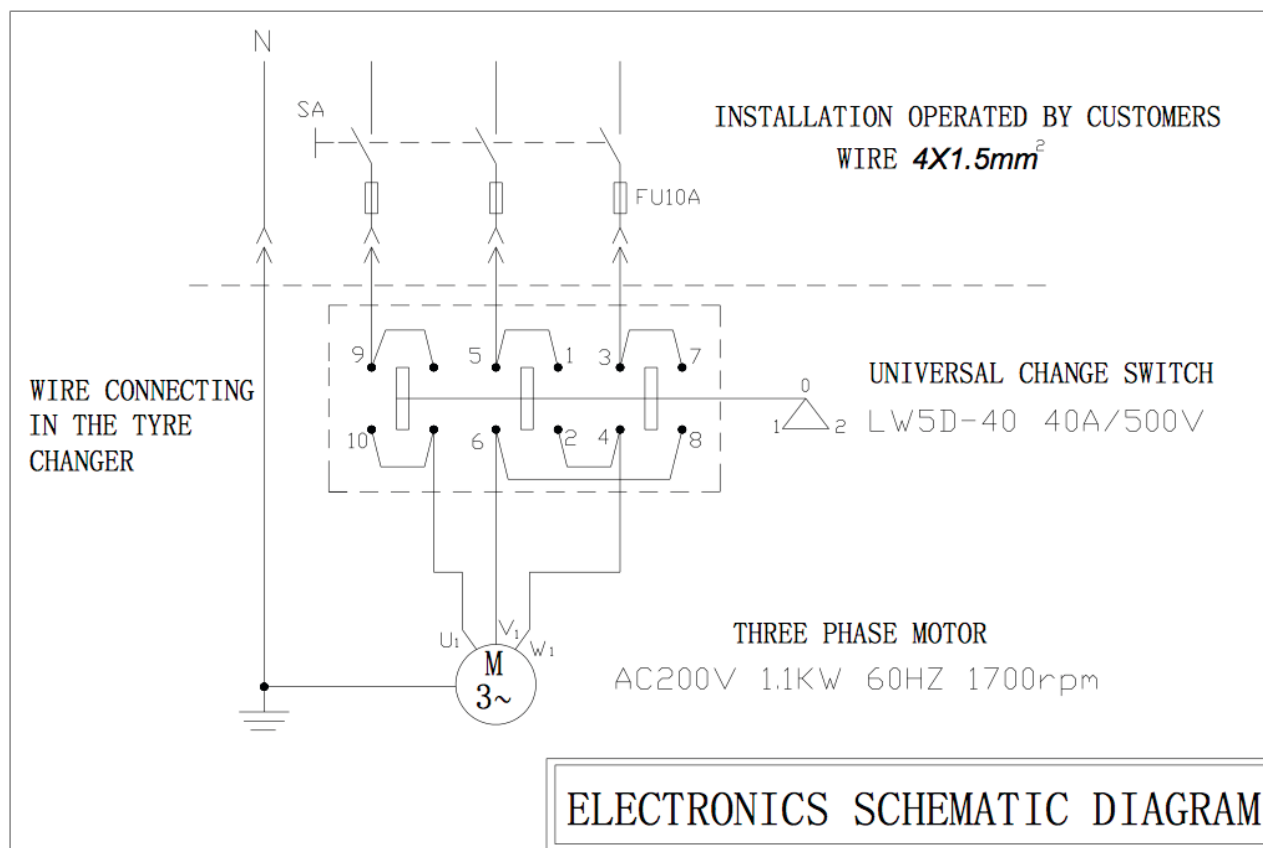 N
SA
INSTALLATION OPERATED BY CUSTOMERS
WIRE 4X1.5mm²
FU10A
9 5 1 3 7
10 6 2 4 8
WIRE CONNECTING
IN THE TYRE
CHANGER
0
1 2
UNIVERSAL CHANGE SWITCH
LW5D-40 40A/500V
U1 V1 W1
M
3~
THREE PHASE MOTOR
AC200V 1.1KW 60HZ 1700rpm
ELECTRONICS SCHEMATIC DIAGRAM